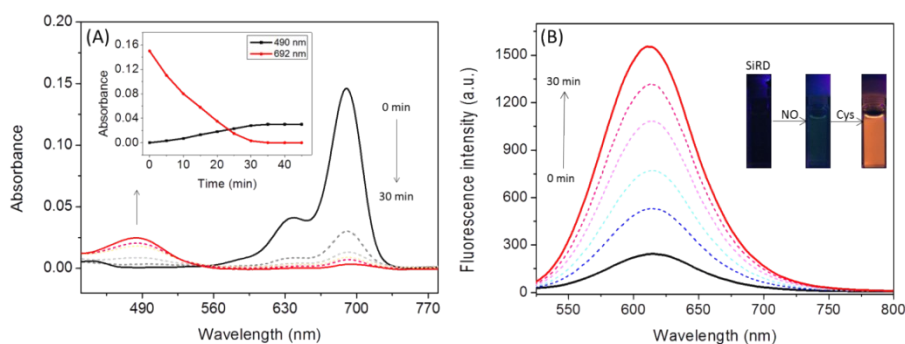 (A)
0.20
0.15
0.10
0.05
0.00
Absorbance
490
560
630
700
770
Wavelength (nm)
0 min
30 min
0.16
0.12
0.08
0.04
0.00
Absorbance
0
10
20
30
40
Time (min)
490 nm
692 nm
(B)
1500
1200
900
600
300
0
Fluorescence intensity (a.u.)
550
600
650
700
750
800
Wavelength (nm)
30 min
0 min
SiRD
NO
Cys